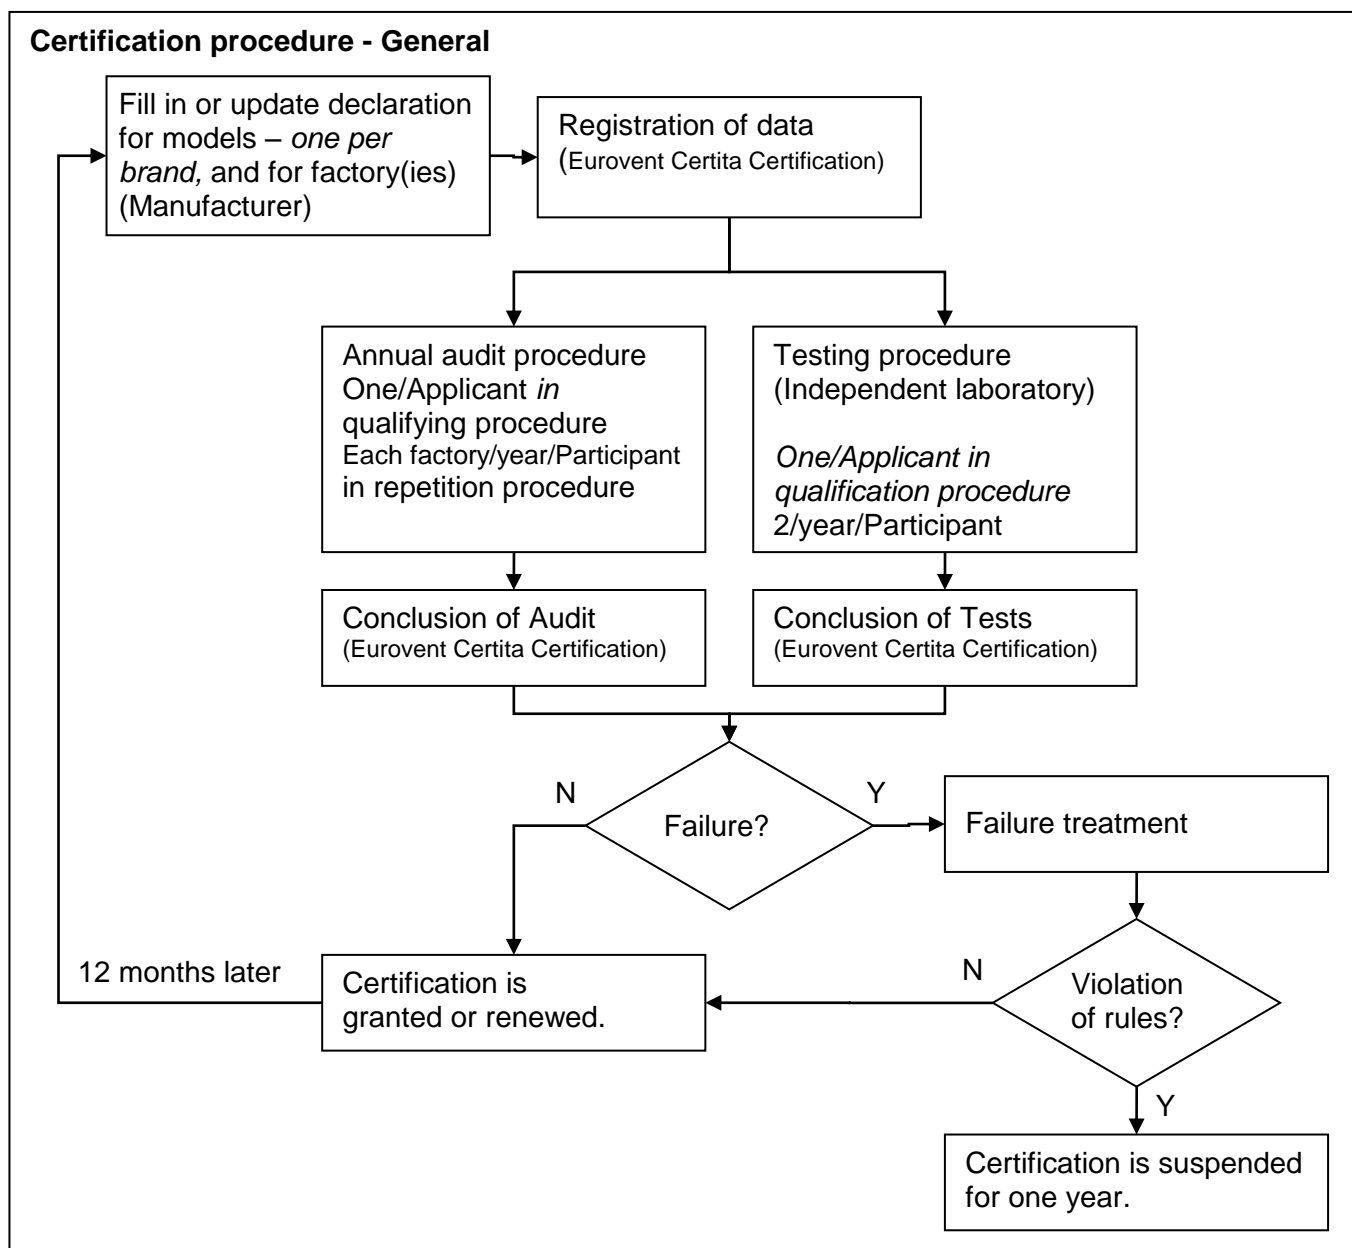 Certification procedure - General
Fill in or update declaration
for models – one per
brand, and for factory(ies)
(Manufacturer)
Registration of data
(Eurovent Certita Certification)
Annual audit procedure
One/Applicant in
qualifying procedure
Each factory/year/Participant
in repetition procedure
Testing procedure
(Independent laboratory)
One/Applicant in
qualification procedure
2/year/Participant
Conclusion of Audit
(Eurovent Certita Certification)
Conclusion of Tests
(Eurovent Certita Certification)
N
Y
Failure?
Failure treatment
12 months later
Certification is
granted or renewed.
N
Violation
of rules?
Y
Certification is suspended
for one year.